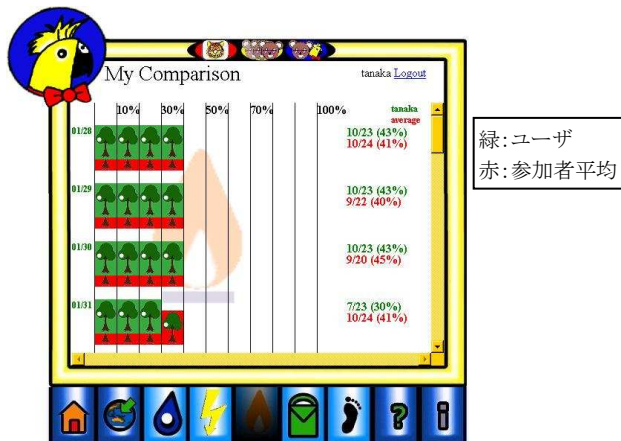 My Comparison
tanaka Logout
10% 30% 50% 70% 100%
tanaka
average
01/28
10/23 (43%)
10/24 (41%)
01/29
10/23 (43%)
9/22 (40%)
01/30
10/23 (43%)
9/20 (45%)
01/31
7/23 (30%)
10/24 (41%)
緑:ユーザ
赤:参加者平均
?
i